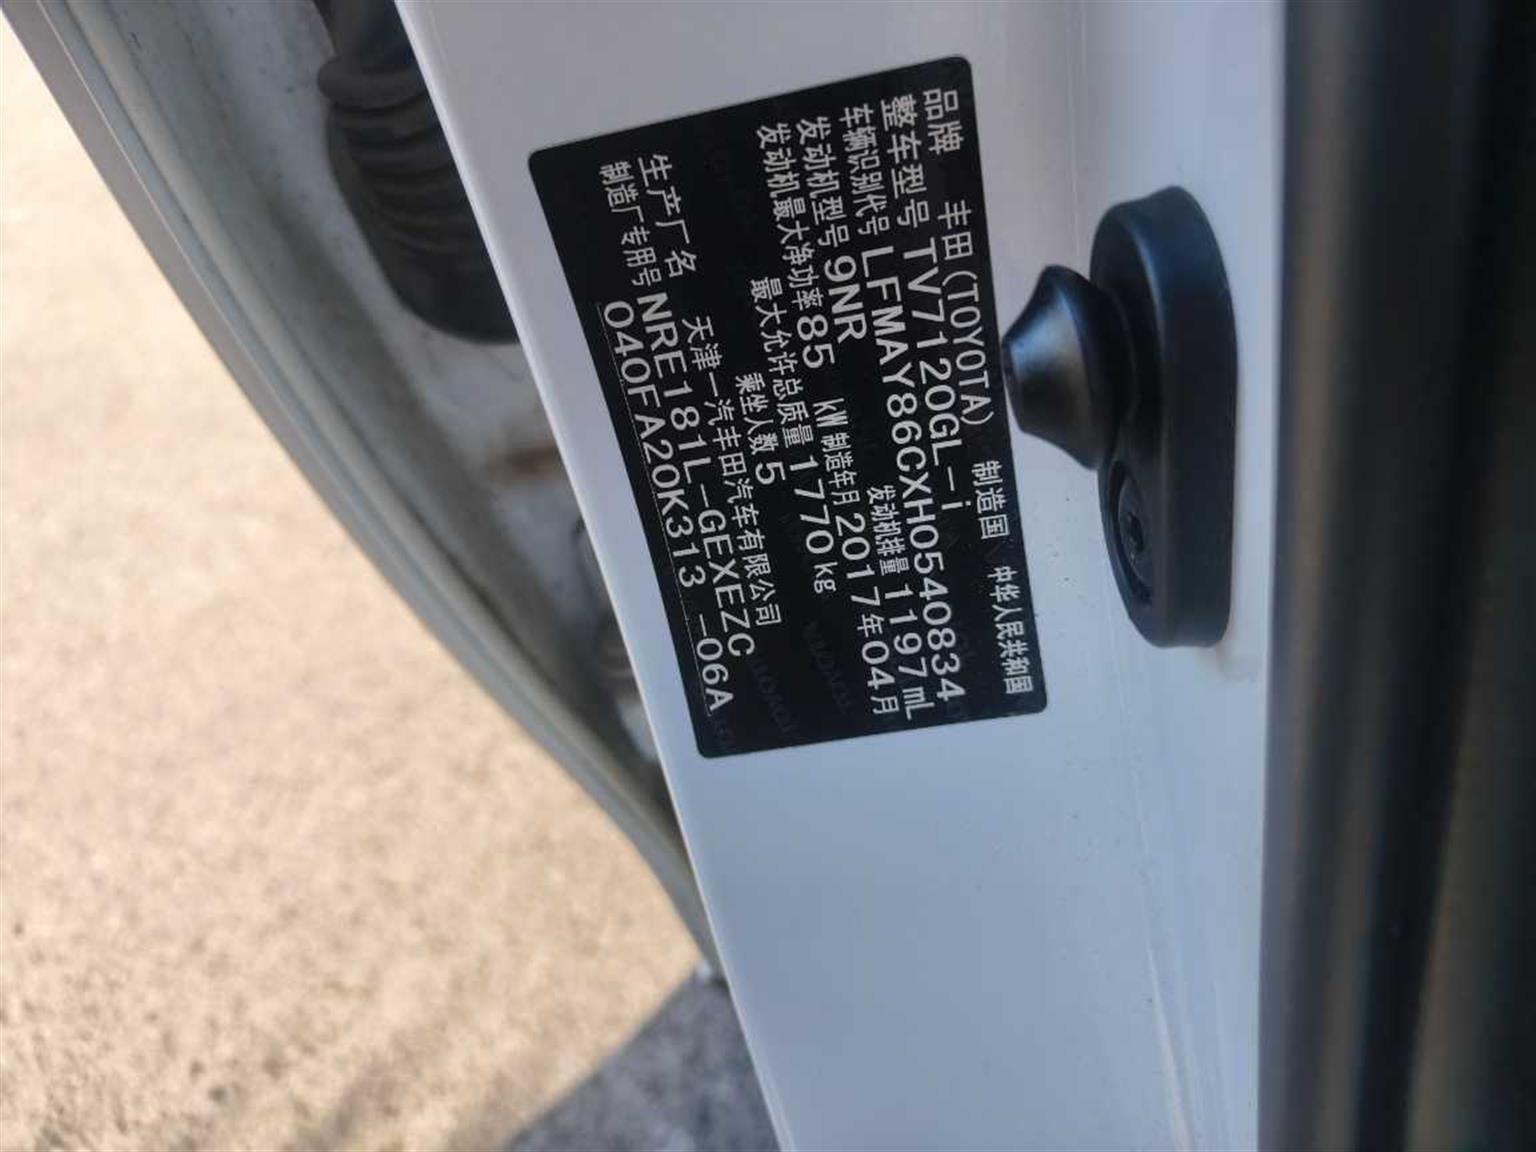 品牌 丰田(TOYOTA) 制造国 中华人民共和国
整车型号 TV7120GL-i
车辆识别代号 LFMAY86CXH0540834
发动机型号 9NR 发动机排量 1197mL
发动机最大净功率 85 kW 制造年月 2017年04月
最大允许总质量 1770kg
乘坐人数 5
生产厂名 天津一汽丰田汽车有限公司
制造厂专用号 NRE181L-GEXEZC
040FA20K313 -06A